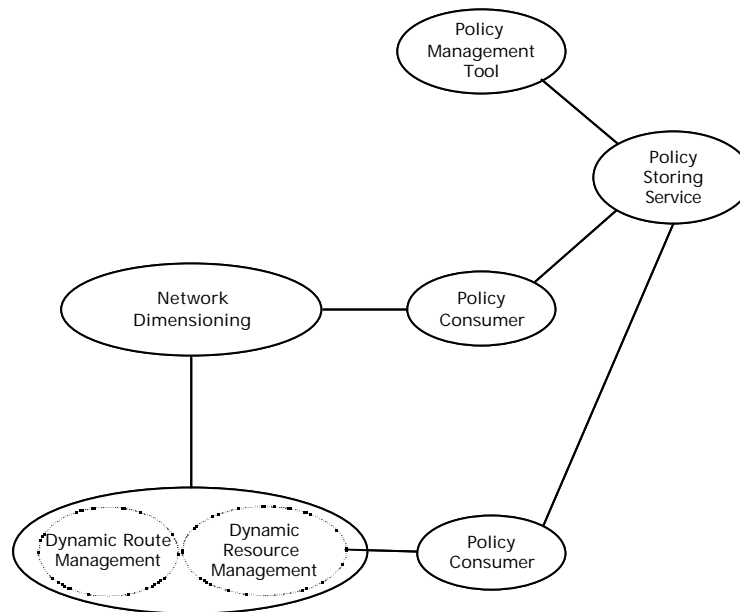 Policy
Management
Tool
Policy
Storing
Service
Network
Dimensioning
Policy
Consumer
Dynamic Route
Management
Dynamic
Resource
Management
Policy
Consumer